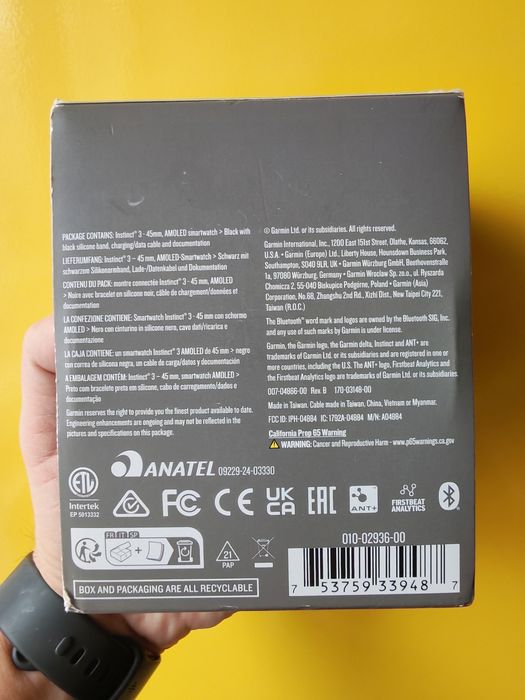 PACKAGE CONTAINS: Instinct® 3 - 45mm, AMOLED smartwatch > Black with
black silicone band, charging/data cable and documentation
LIEFERUMFANG: Instinct® 3 – 45 mm, AMOLED-Smartwatch > Schwarz mit
schwarzem Silikonarmband, Lade-/Datenkabel und Dokumentation
CONTENU DU PACK: montre connectée Instinct® 3 - 45 mm, AMOLED
> Noire avec bracelet en silicone noir, câble de chargement/données et
documentation
LA CONFEZIONE CONTIENE: Smartwatch Instinct® 3 - 45 mm con schermo
AMOLED > Nero con cinturino in silicone nero, cavo dati/ricarica e
documentazione
LA CAJA CONTIENE: un smartwatch Instinct® 3 AMOLED de 45 mm > negro
con correa de silicona negra, un cable de carga/datos y documentación
A EMBALAGEM CONTÉM: Instinct® 3 – 45 mm, smartwatch AMOLED >
Preto com bracelete preta em silicone, cabo de carregamento/dados e
documentação
Garmin reserves the right to provide you the finest product available to date.
Engineering enhancements are ongoing and may not be reflected in the
pictures and specifications on this package.
© Garmin Ltd. or its subsidiaries. All rights reserved.
Garmin International, Inc., 1200 East 151st Street, Olathe, Kansas, 66062,
U.S.A. • Garmin (Europe) Ltd., Liberty House, Hounsdown Business Park,
Southampton, SO40 9LR, UK • Garmin Würzburg GmbH, Beethovenstraße
1a, 97080 Würzburg, Germany • Garmin Wroclaw Sp. zo.o., ul. Ryszarda
Chomicza 2, 55-040 Bukupice Podgórne, Poland • Garmin (Asia)
Corporation, No.68, Zhangshu 2nd Rd., Xizhi Dist., New Taipei City 221,
Taiwan (R.O.C.)
The Bluetooth® word mark and logos are owned by the Bluetooth SIG, Inc.
and any use of such marks by Garmin is under license.
Garmin, the Garmin logo, the Garmin delta, Instinct and ANT+ are
trademarks of Garmin Ltd. or its subsidiaries and are registered in one or
more countries, including the U.S. The ANT+ logo, Firstbeat Analytics and the
Firstbeat Analytics logo are trademarks of Garmin Ltd. or its subsidiaries.
007-04866-00 Rev. B 170-03148-00
Made in Taiwan. Cable made in China, Vietnam or Myanmar.
FCC ID: IPH-04884 IC: 1792A-04884 M/N: A04884
California Prop 65 Warning
WARNING: Cancer and Reproductive Harm - www.p65warnings.ca.gov
ANATEL 09229-24-03330
ETL
Intertek
EP 5013332
FC CE UK CA EAC
ANT+
FIRSTBEAT
ANALYTICS
FR IT SP
+
21
PAP
BOX AND PACKAGING ARE ALL RECYCLABLE
010-02936-00
7 53759 33948 7